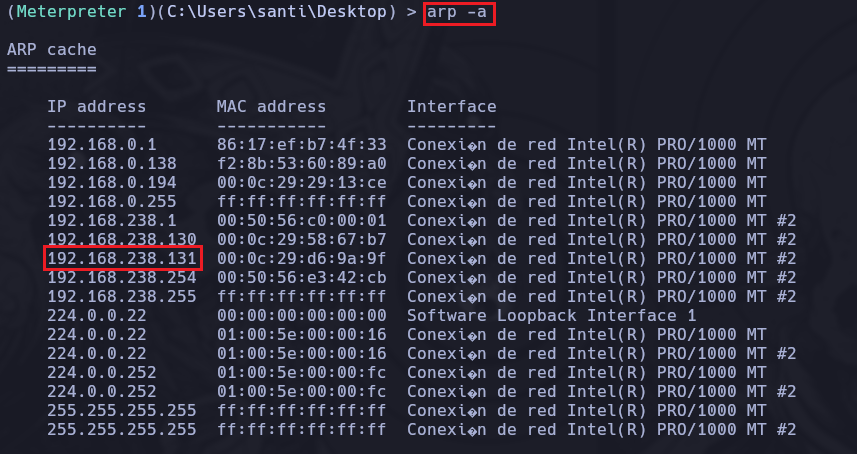 (Meterpreter 1)(C:\Users\santi\Desktop) > arp -a
ARP cache
=========
IP address MAC address Interface
---------- ----------- ---------
192.168.0.1 86:17:ef:b7:4f:33 Conexi�n de red Intel(R) PRO/1000 MT
192.168.0.138 f2:8b:53:60:89:a0 Conexi�n de red Intel(R) PRO/1000 MT
192.168.0.194 00:0c:29:29:13:ce Conexi�n de red Intel(R) PRO/1000 MT
192.168.0.255 ff:ff:ff:ff:ff:ff Conexi�n de red Intel(R) PRO/1000 MT
192.168.238.1 00:50:56:c0:00:01 Conexi�n de red Intel(R) PRO/1000 MT #2
192.168.238.130 00:0c:29:58:67:b7 Conexi�n de red Intel(R) PRO/1000 MT #2
192.168.238.131 00:0c:29:d6:9a:9f Conexi�n de red Intel(R) PRO/1000 MT #2
192.168.238.254 00:50:56:e3:42:cb Conexi�n de red Intel(R) PRO/1000 MT #2
192.168.238.255 ff:ff:ff:ff:ff:ff Conexi�n de red Intel(R) PRO/1000 MT #2
224.0.0.22 00:00:00:00:00:00 Software Loopback Interface 1
224.0.0.22 01:00:5e:00:00:16 Conexi�n de red Intel(R) PRO/1000 MT
224.0.0.22 01:00:5e:00:00:16 Conexi�n de red Intel(R) PRO/1000 MT #2
224.0.0.252 01:00:5e:00:00:fc Conexi�n de red Intel(R) PRO/1000 MT
224.0.0.252 01:00:5e:00:00:fc Conexi�n de red Intel(R) PRO/1000 MT #2
255.255.255.255 ff:ff:ff:ff:ff:ff Conexi�n de red Intel(R) PRO/1000 MT
255.255.255.255 ff:ff:ff:ff:ff:ff Conexi�n de red Intel(R) PRO/1000 MT #2